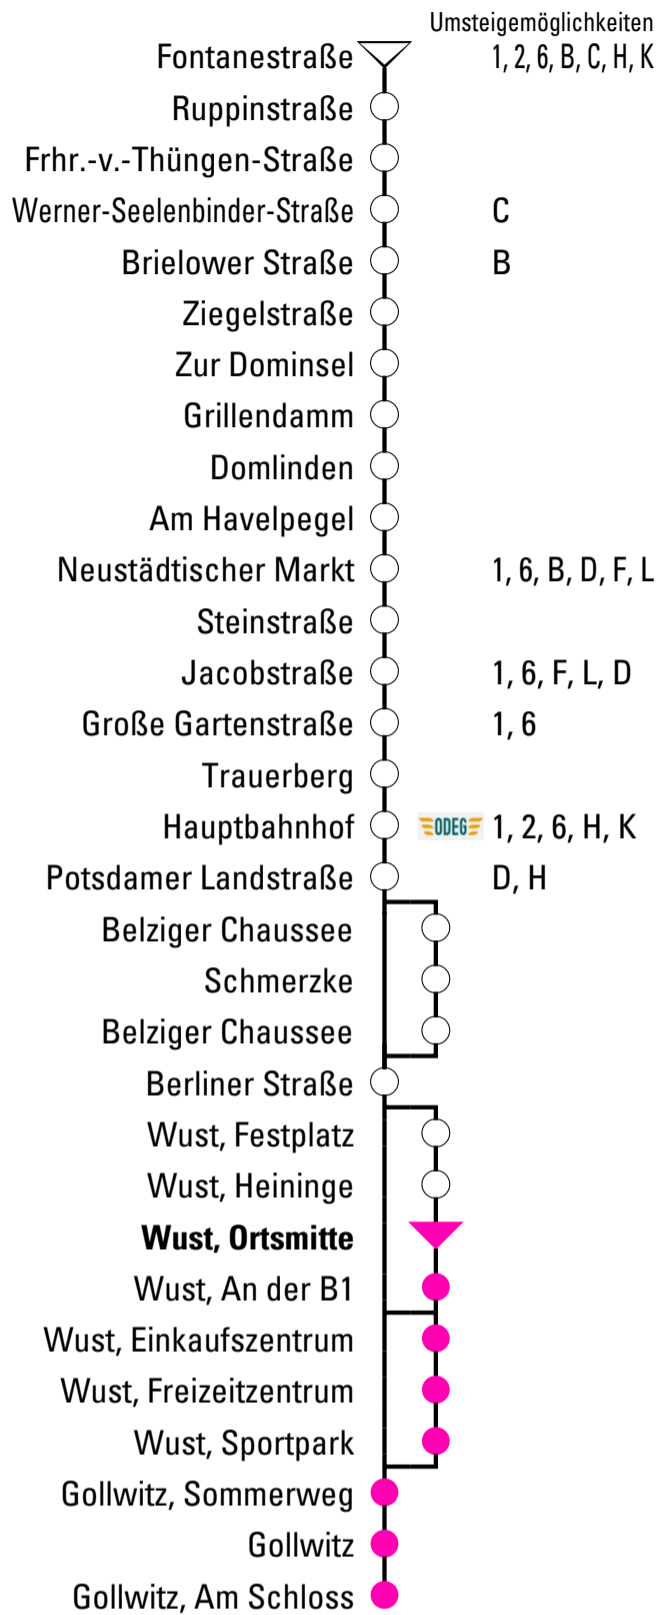 Umsteigemöglichkeiten
Fontanestraße 1, 2, 6, B, C, H, K
Ruppinstraße
Frhr.-v.-Thüngen-Straße
Werner-Seelenbinder-Straße C
Brielower Straße B
Ziegelstraße
Zur Dominsel
Grillendamm
Domlinden
Am Havelpegel
Neustädtischer Markt 1, 6, B, D, F, L
Steinstraße
Jacobstraße 1, 6, F, L, D
Große Gartenstraße 1, 6
Trauerberg
Hauptbahnhof ODEG 1, 2, 6, H, K
Potsdamer Landstraße D, H
Belziger Chaussee
Schmerzke
Belziger Chaussee
Berliner Straße
Wust, Festplatz
Wust, Heininge
Wust, Ortsmitte
Wust, An der B1
Wust, Einkaufszentrum
Wust, Freizeitzentrum
Wust, Sportpark
Gollwitz, Sommerweg
Gollwitz
Gollwitz, Am Schloss